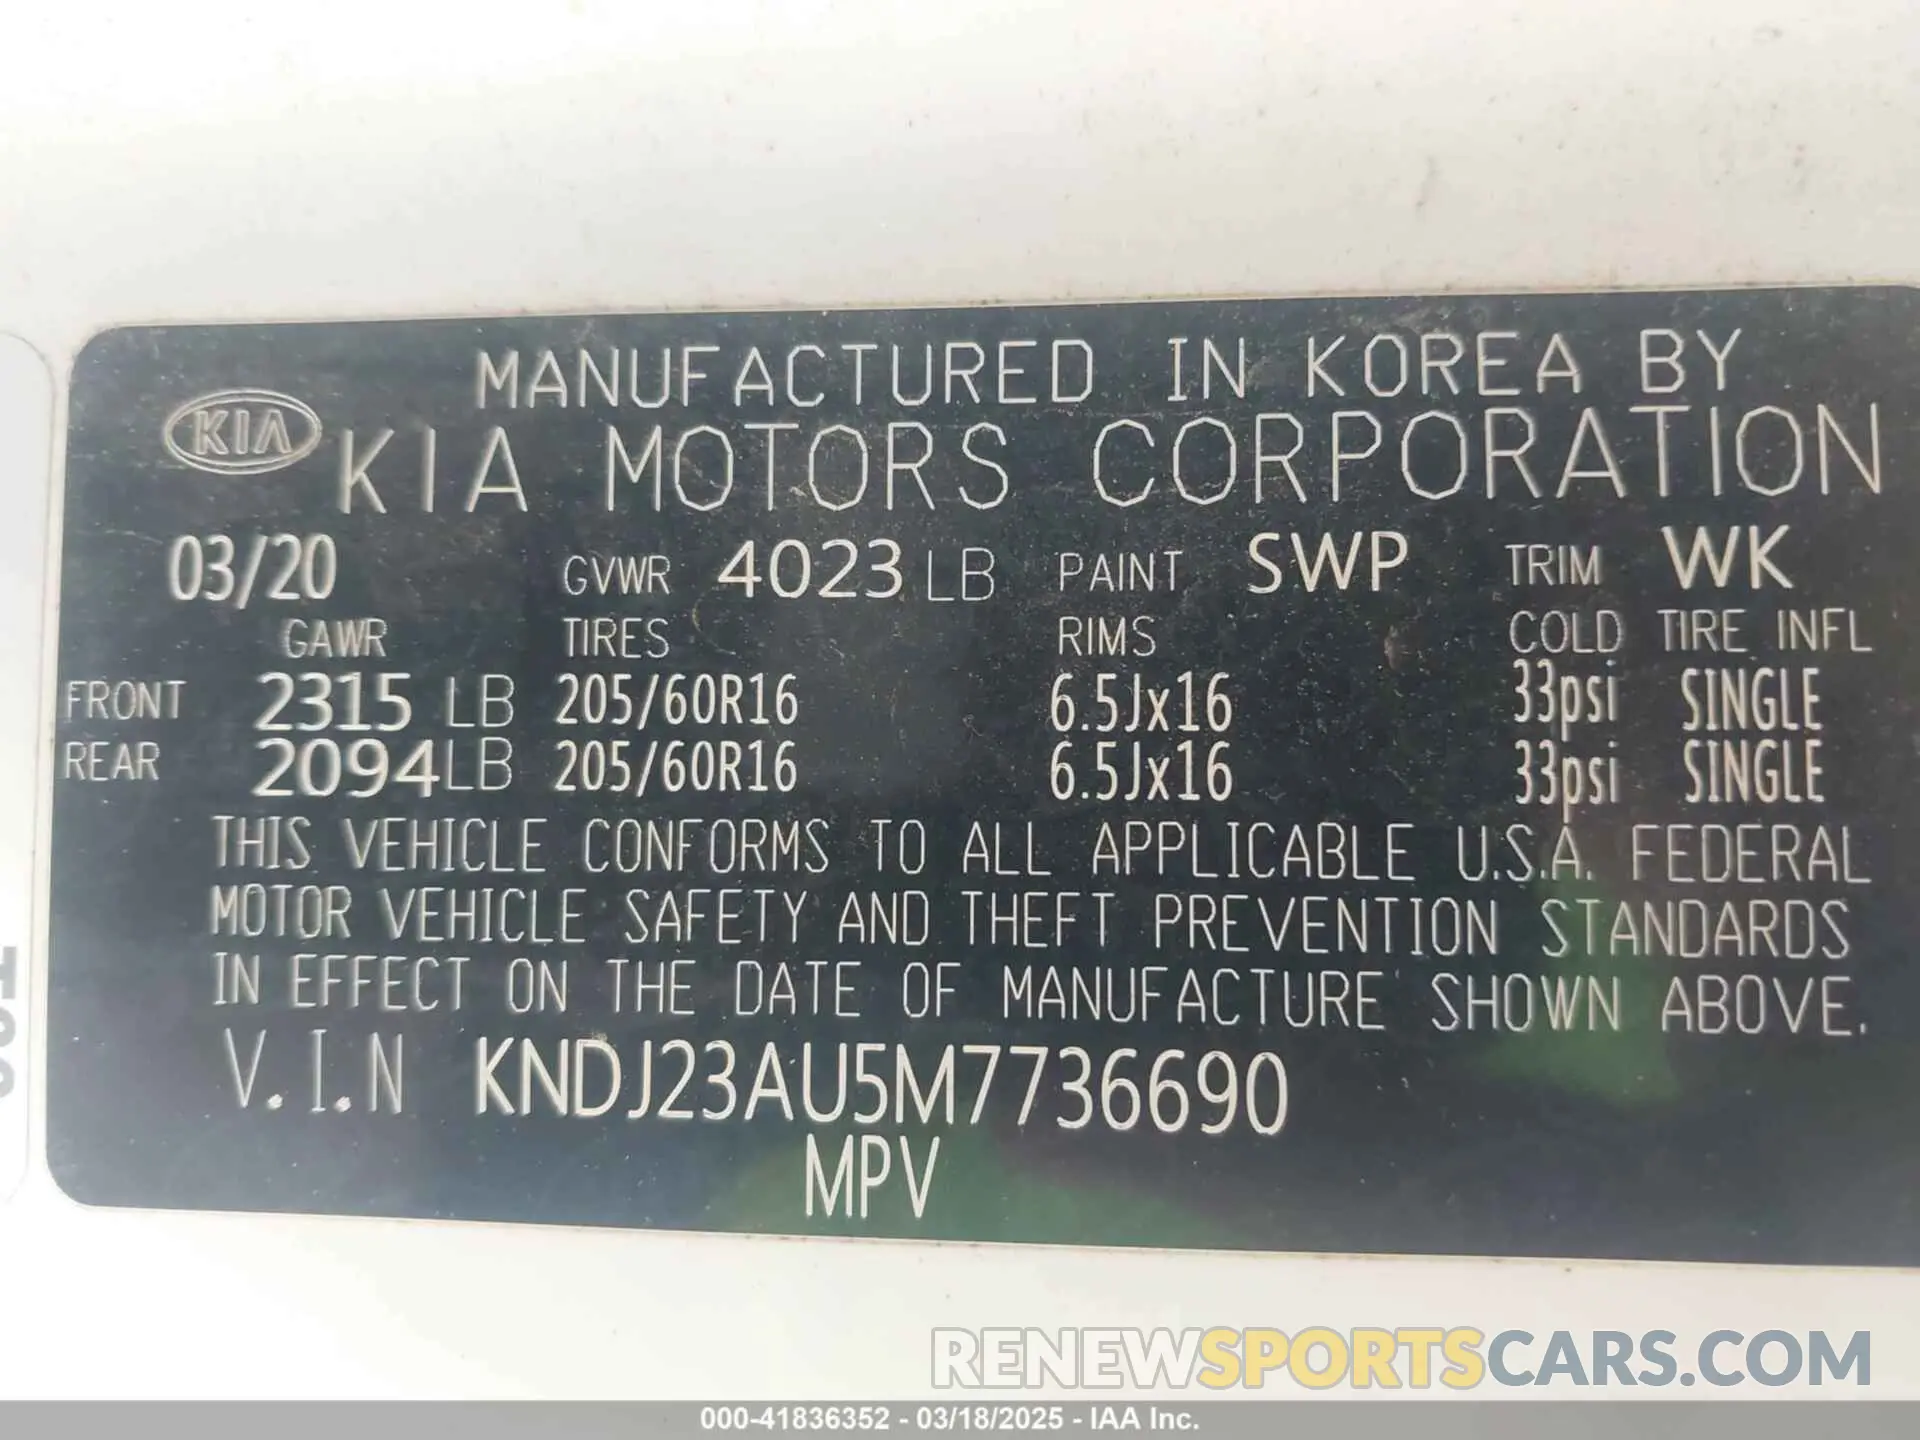 MANUFACTURED IN KOREA BY
KIA KIA MOTORS CORPORATION
03/20 GVWR 4023 LB PAINT SWP TRIM WK
GAWR TIRES RIMS COLD TIRE INFL
FRONT 2315 LB 205/60R16 6.5Jx16 33psi SINGLE
REAR 2094 LB 205/60R16 6.5Jx16 33psi SINGLE
THIS VEHICLE CONFORMS TO ALL APPLICABLE U.S.A. FEDERAL
MOTOR VEHICLE SAFETY AND THEFT PREVENTION STANDARDS
IN EFFECT ON THE DATE OF MANUFACTURE SHOWN ABOVE.
V.I.N KNDJ23AU5M7736690
MPV
RENEWSPORTSCARS.COM
000-41836352 - 03/18/2025 - IAA Inc.